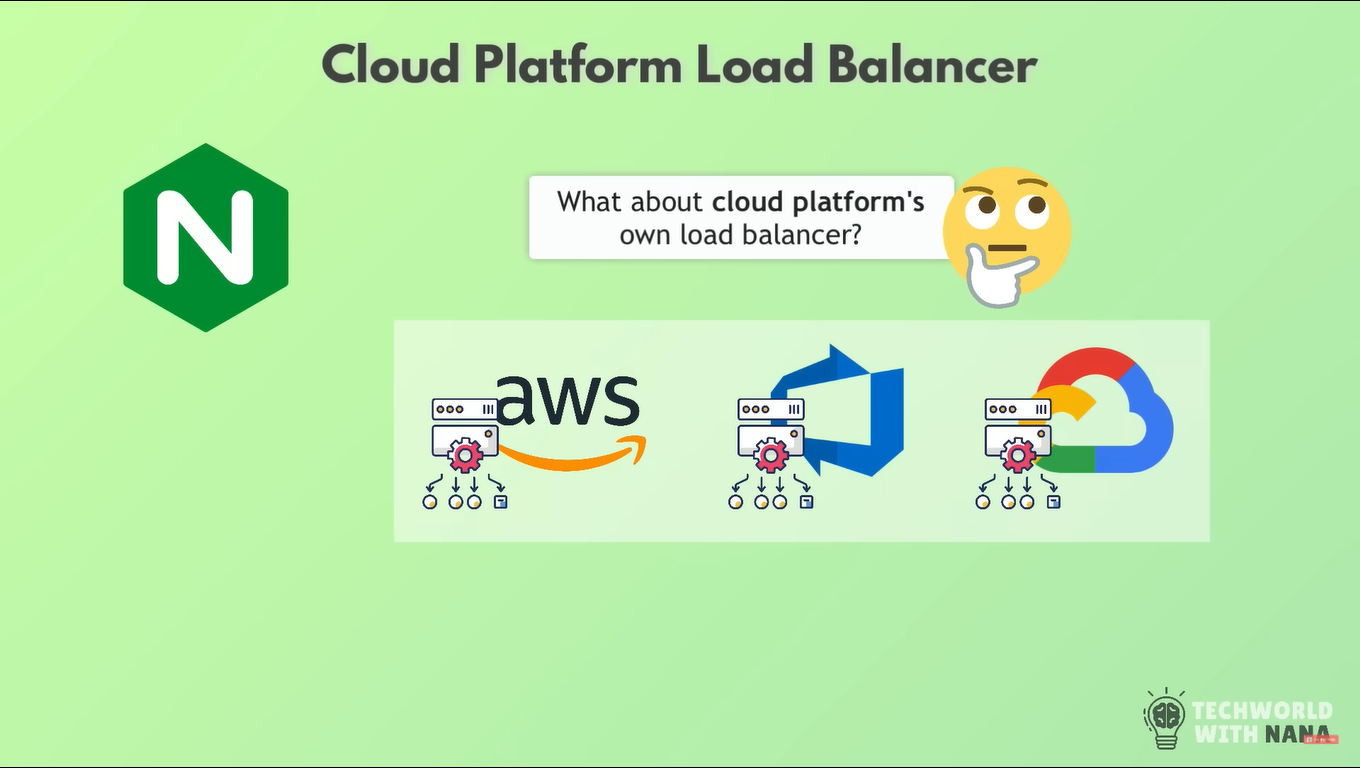 Cloud Platform Load Balancer
N
What about cloud platform's
own load balancer?
aws
TECHWORLD
WITH NANA